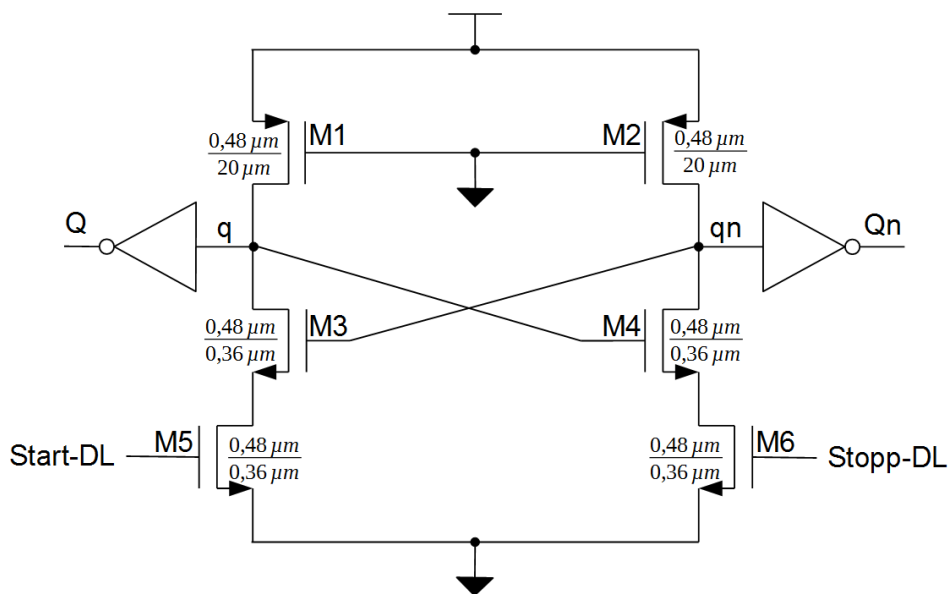 M1
M2
0,48 µm
20 µm
0,48 µm
20 µm
Q
q
qn
Qn
M3
M4
0,48 µm
0,36 µm
0,48 µm
0,36 µm
Start-DL
M5
0,48 µm
0,36 µm
0,48 µm
0,36 µm
M6
Stopp-DL